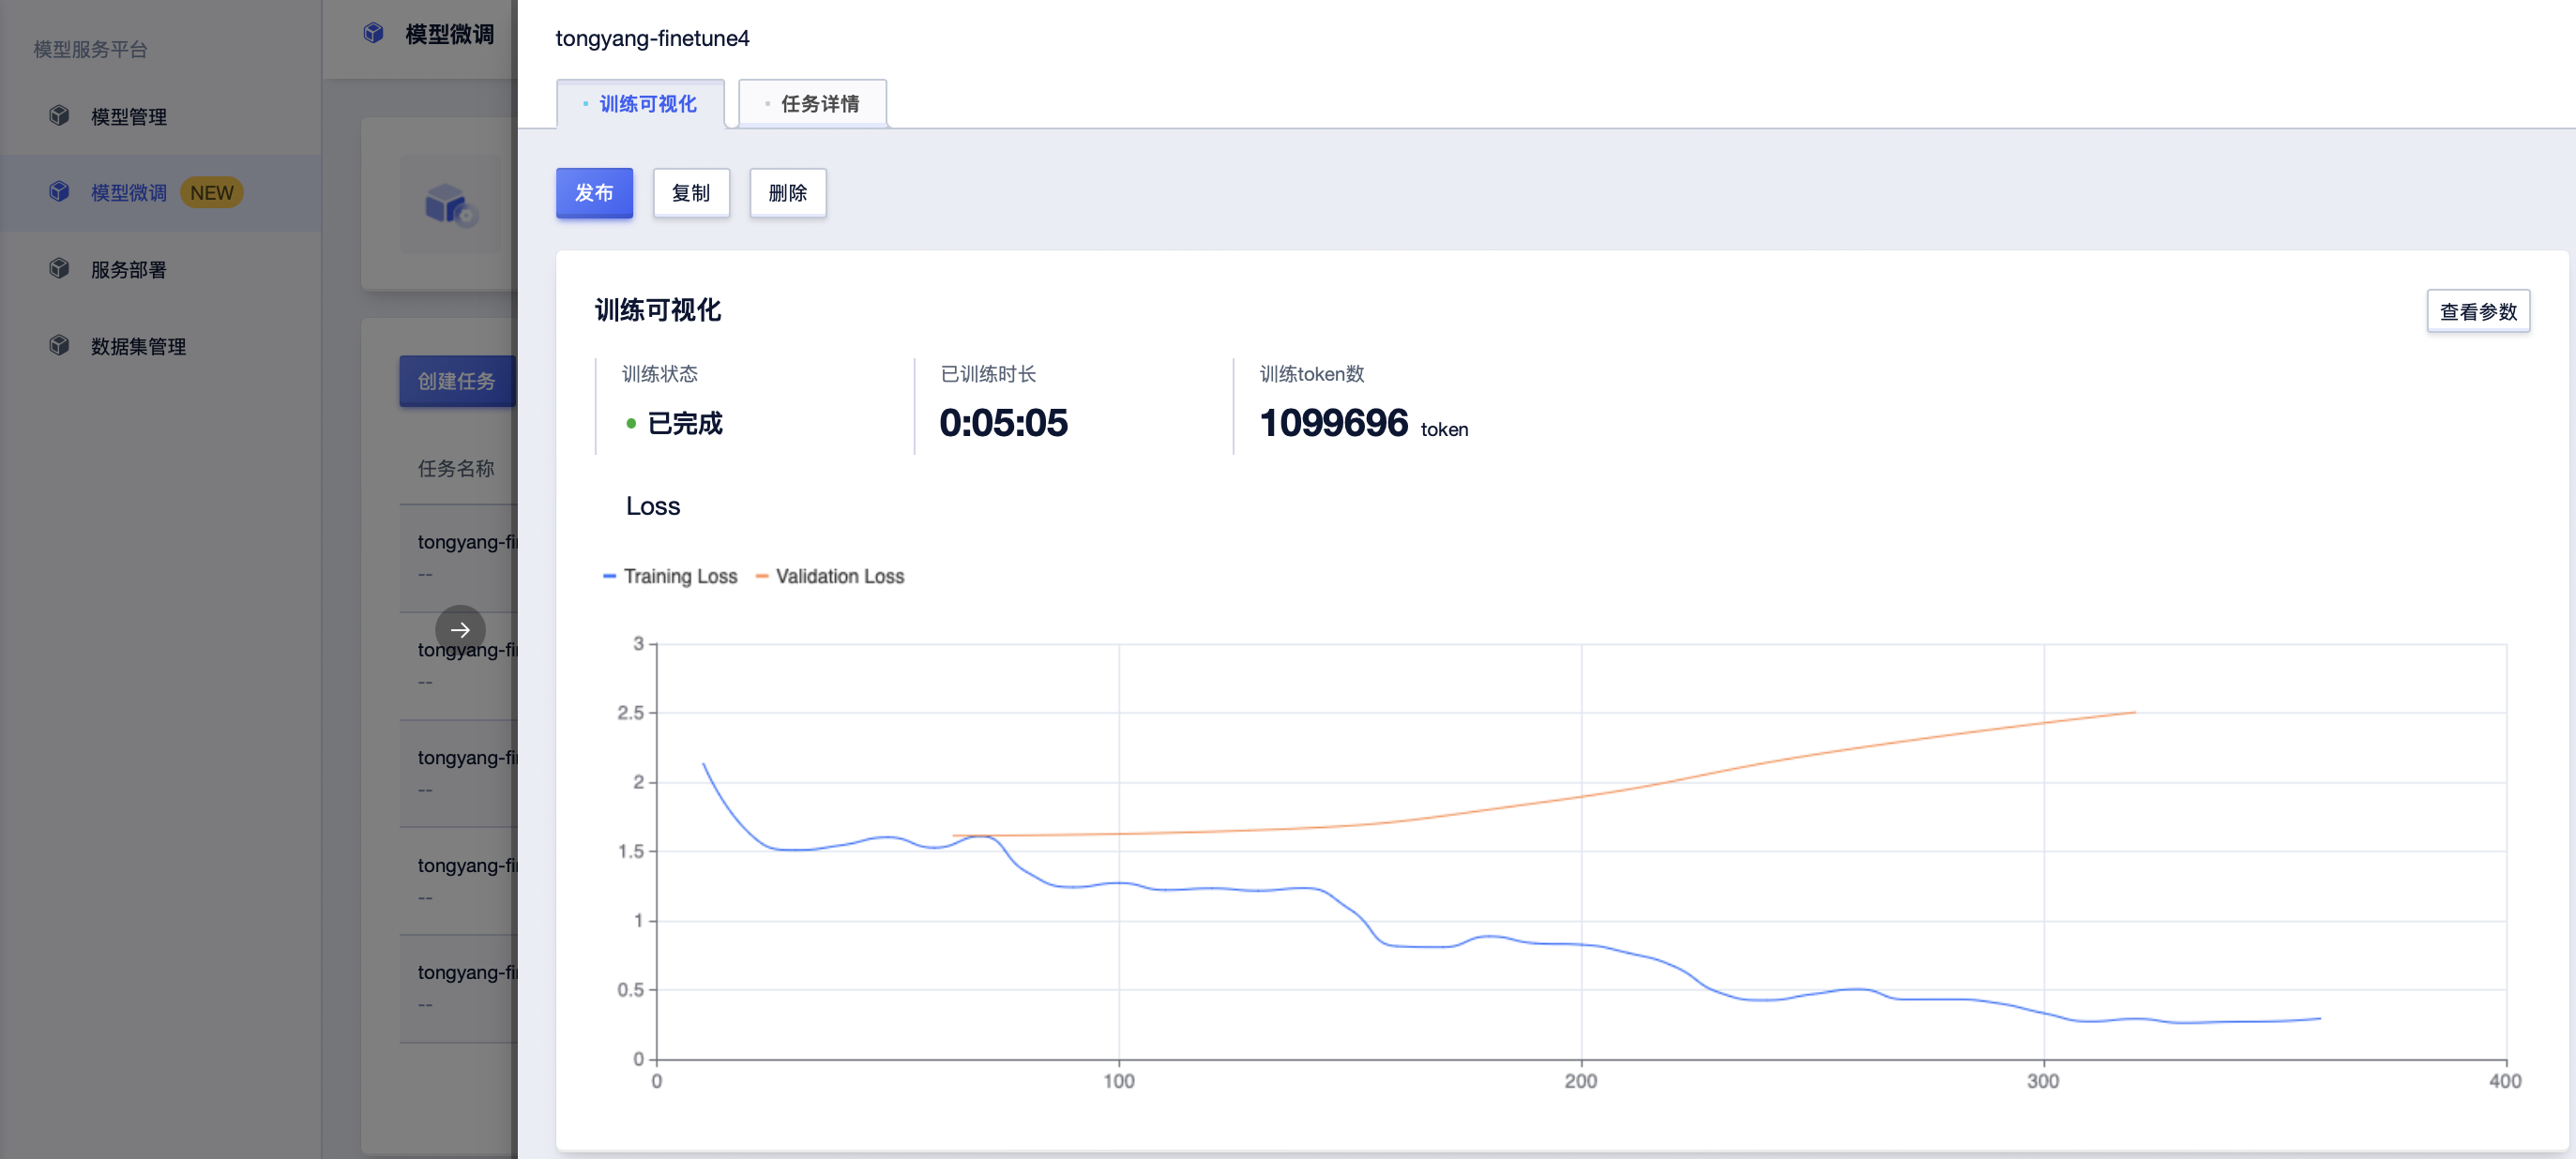 模型服务平台
模型管理
模型微调 NEW
服务部署
数据集管理
模型微调
创建任务
任务名称
tongyang-fi
--
tongyang-fi
--
tongyang-fi
--
tongyang-fi
--
tongyang-fi
--
tongyang-finetune4
训练可视化 任务详情
发布 复制 删除
训练可视化 查看参数
训练状态 已训练时长 训练token数
已完成 0:05:05 1099696 token
Loss
Training Loss Validation Loss
3
2.5
2
1.5
1
0.5
0
0 100 200 300 400